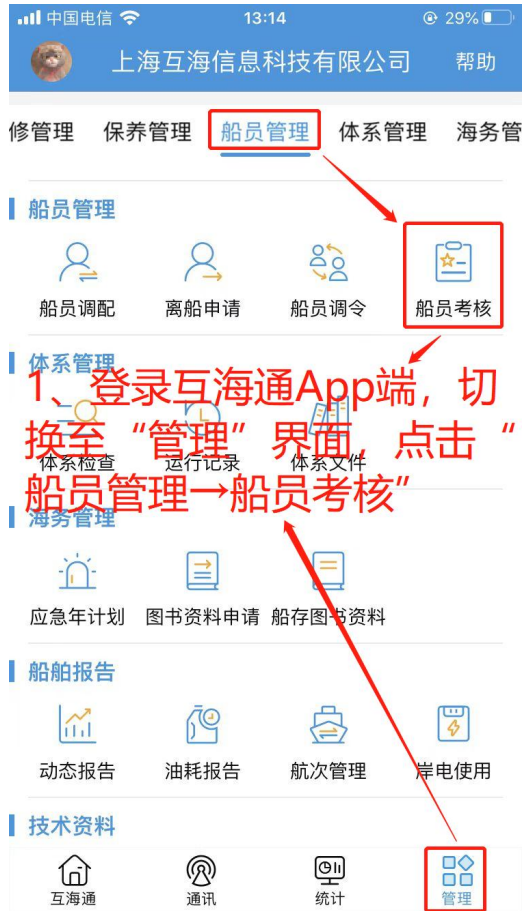 中国电信 13:14 29%
上海互海信息科技有限公司 帮助
修管理 保养管理 船员管理 体系管理 海务管
船员管理
船员调配 离船申请 船员调令 船员考核
体系管理
1、登录互海通App端，切
换至“管理”界面，点击“
船员管理→船员考核”
体系检查 运行记录 体系文件
海务管理
应急年计划 图书资料申请 船存图书资料
船舶报告
动态报告 油耗报告 航次管理 岸电使用
技术资料
互海通 通讯 统计 管理